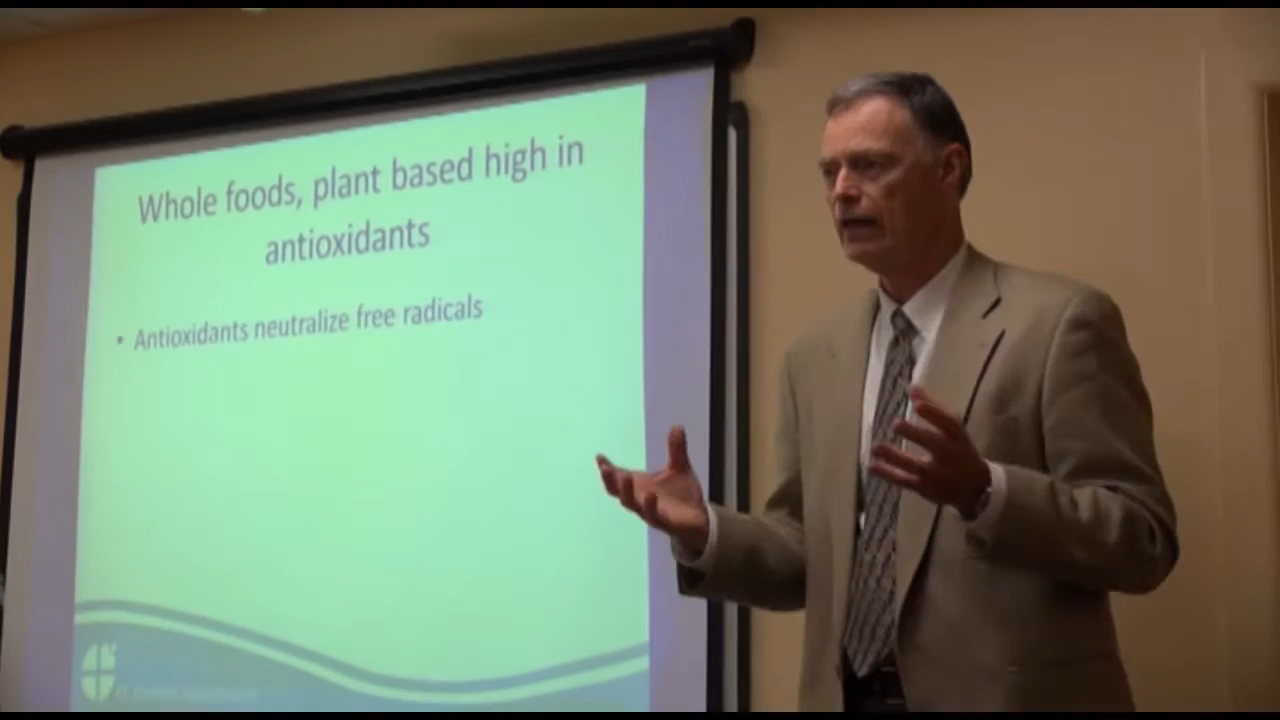 Whole foods, plant based high in
antioxidants
• Antioxidants neutralize free radicals